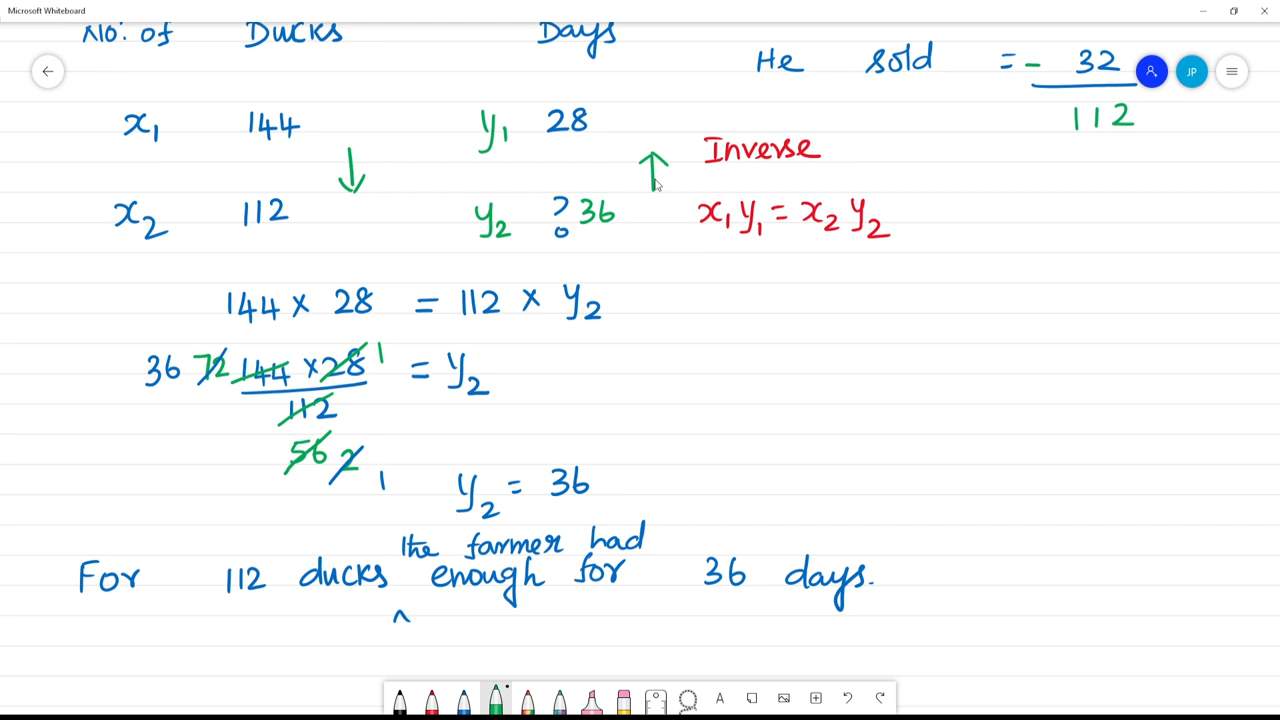 Microsoft Whiteboard
No. of Ducks Days
He sold = - 32
JP
112
x1 144 y1 28
Inverse
x2 112 y2 ? 36 x1 y1 = x2 y2
144 × 28 = 112 × y2
36 72 144 × 28 1 = y2
112
56 2 1
y2 = 36
the farmer had
For 112 ducks ^ enough for 36 days.
A